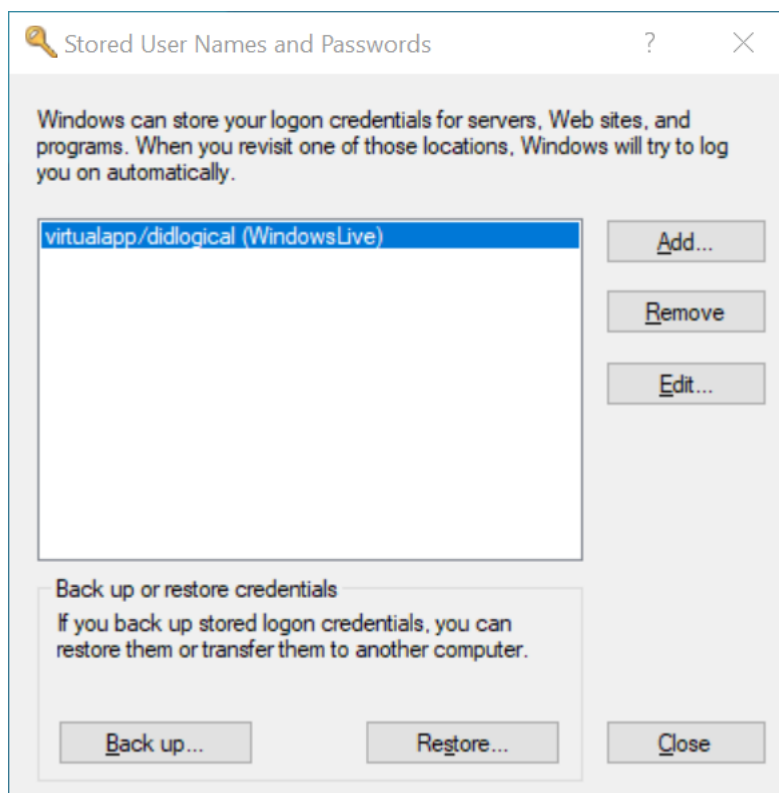 Stored User Names and Passwords
?
Windows can store your logon credentials for servers, Web sites, and
programs. When you revisit one of those locations, Windows will try to log
you on automatically.
virtualapp/didlogical (WindowsLive)
Add...
Remove
Edit...
Back up or restore credentials
If you back up stored logon credentials, you can
restore them or transfer them to another computer.
Back up...
Restore...
Close